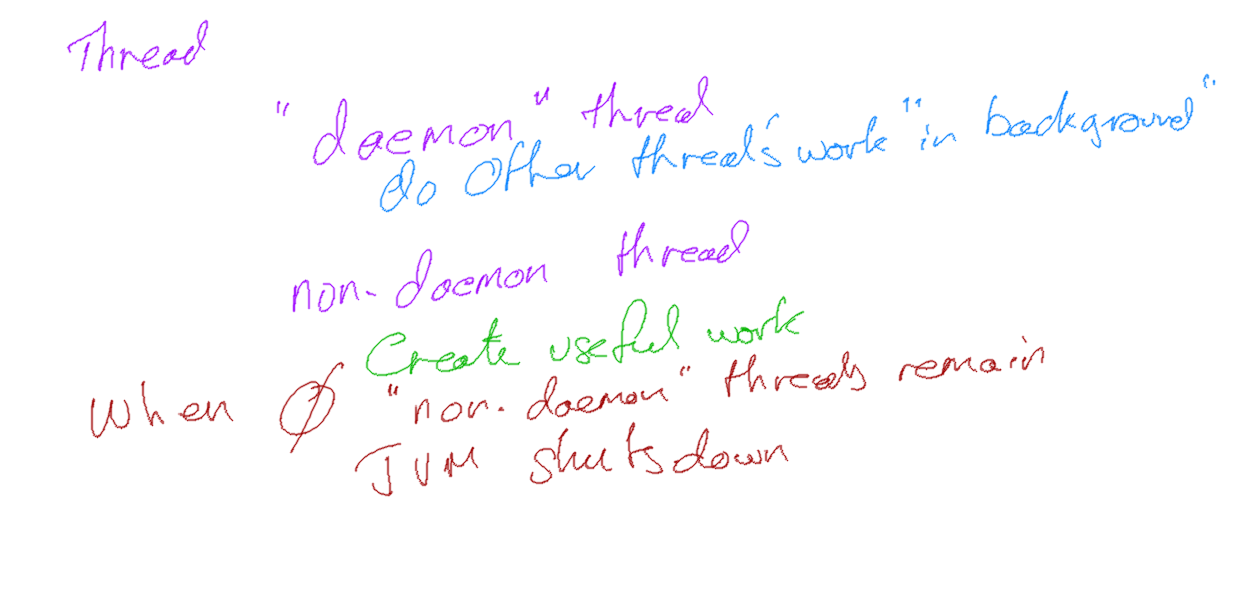 Thread
"daemon" thread
do other thread's work "in background"
non-daemon thread
Create useful work
When 0 "non-daemon" threads remain
JVM shutsdown